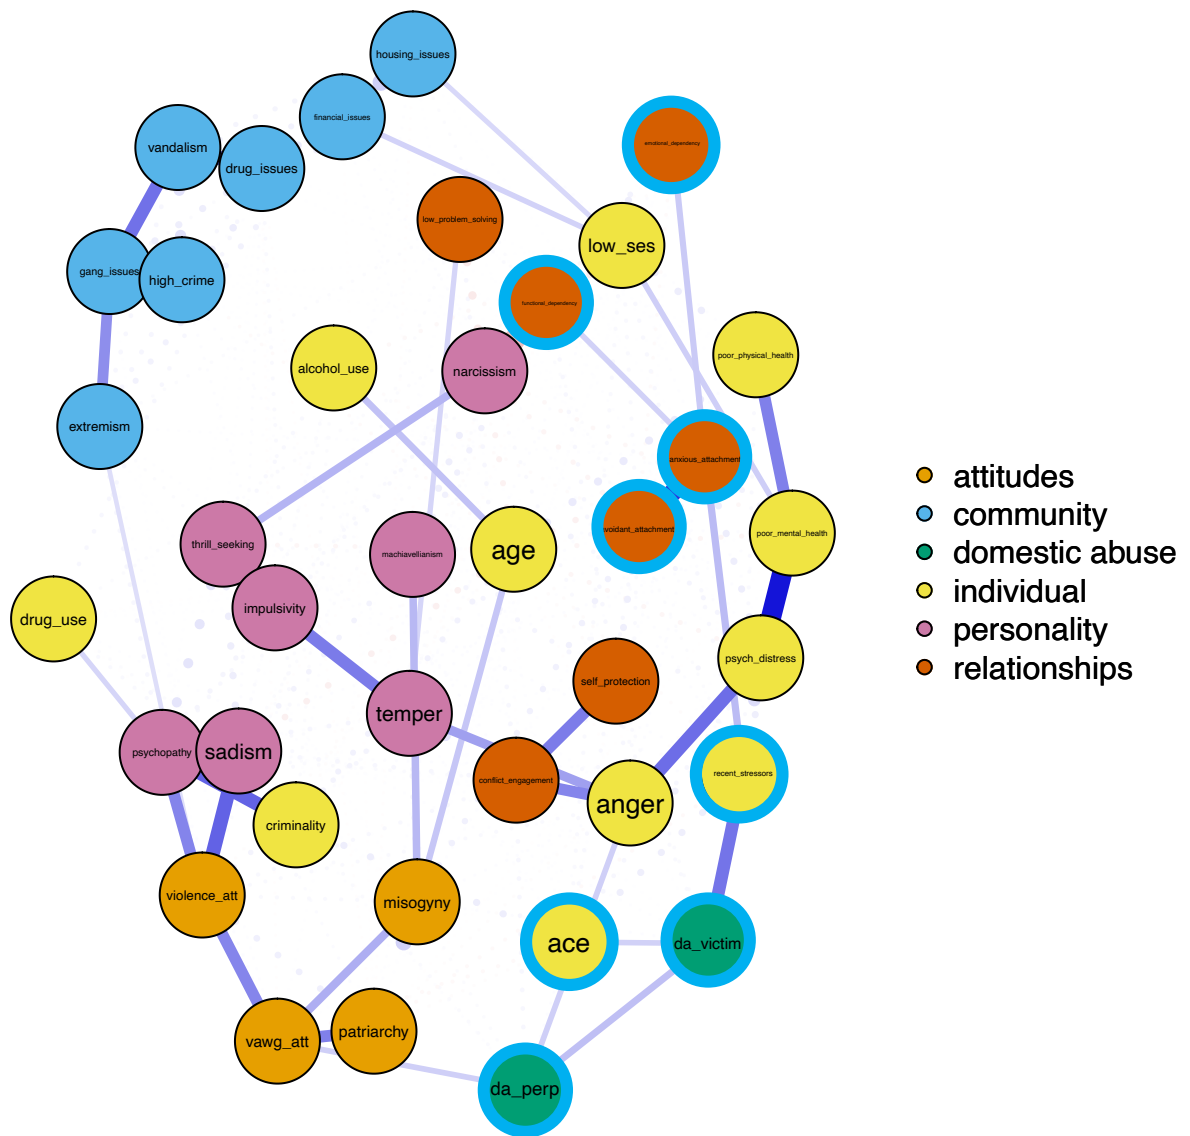 housing_issues
financial_issues
emotional_dependency
vandalism
drug_issues
low_problem_solving
low_ses
gang_issues
high_crime
functional_dependency
poor_physical_health
alcohol_use
narcissism
extremism
anxious_attachment
attitudes
community
domestic abuse
individual
personality
relationships
voidant_attachment
poor_mental_health
thrill_seeking
machiavellianism
age
impulsivity
drug_use
psych_distress
self_protection
temper
psychopathy
sadism
conflict_engagement
recent_stressors
anger
criminality
violence_att
misogyny
ace
da_victim
vawg_att
patriarchy
da_perp